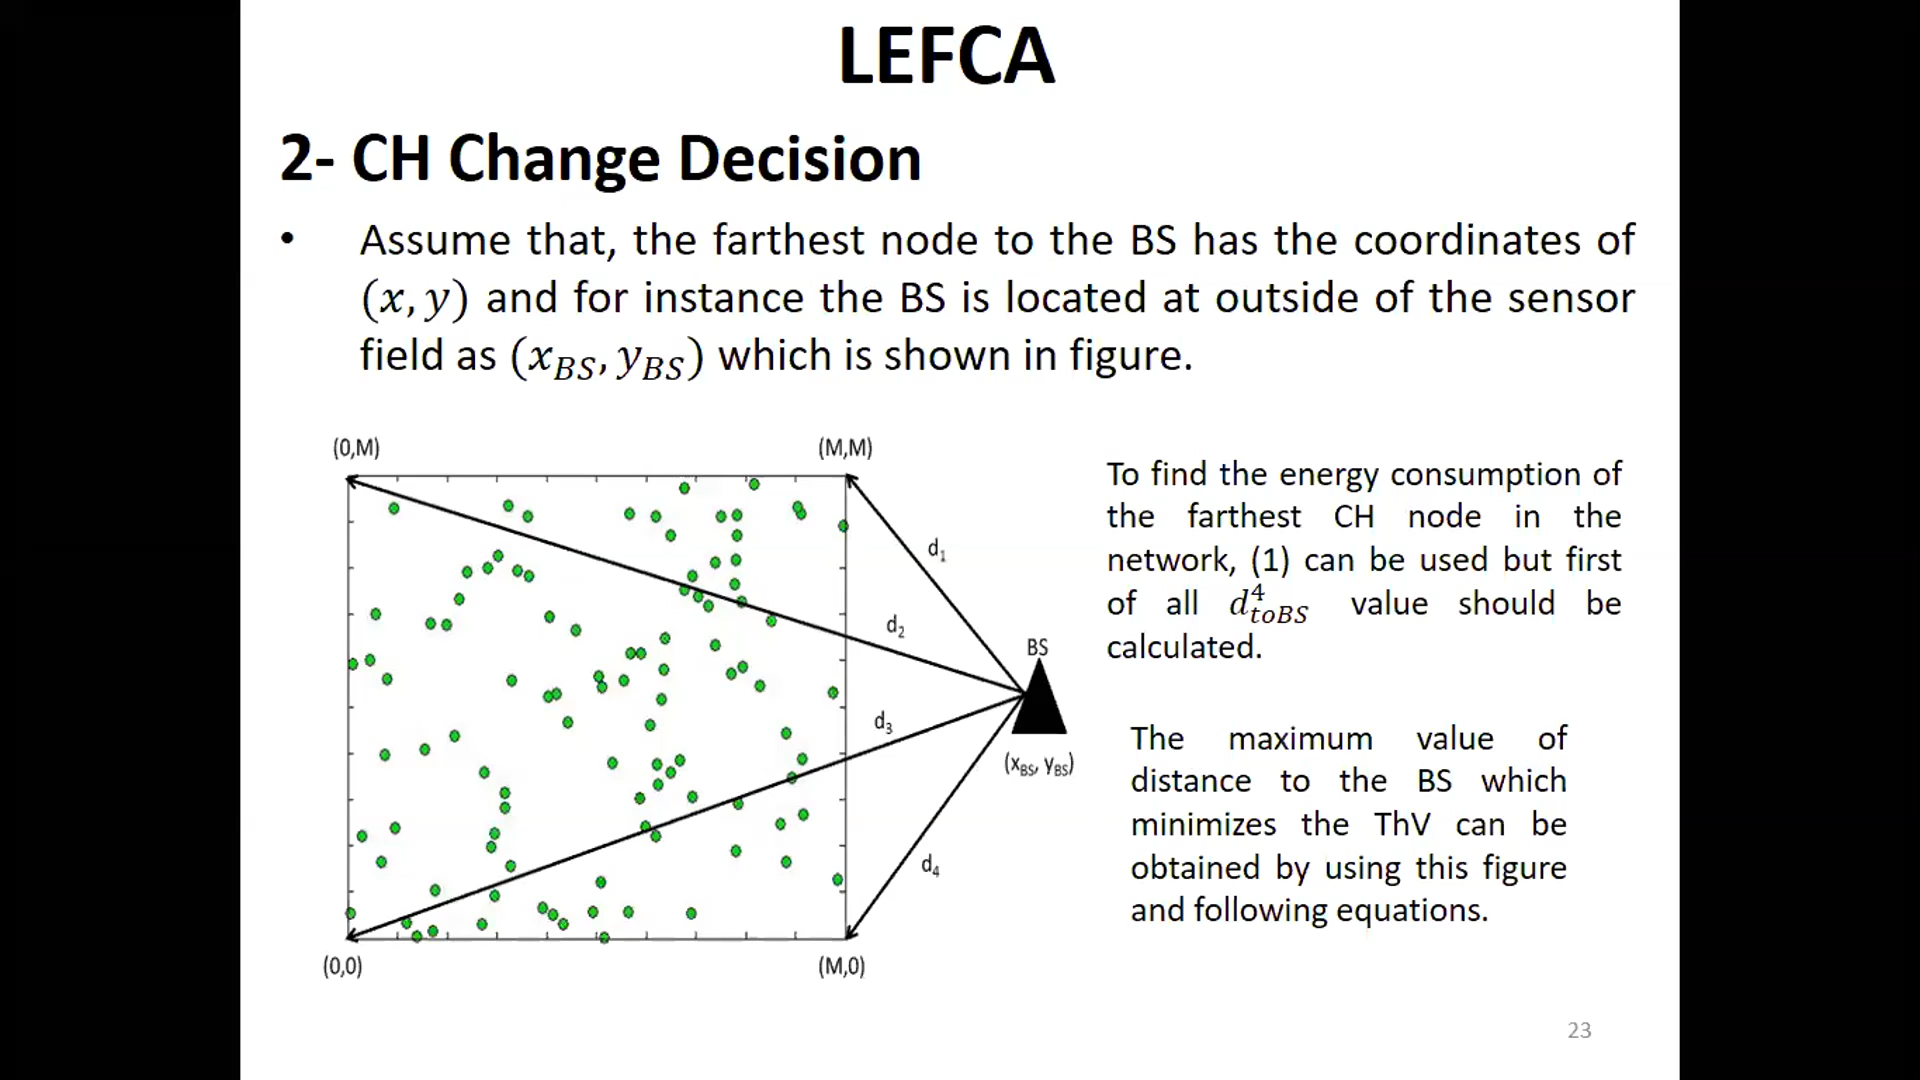 LEFCA
2- CH Change Decision
• Assume that, the farthest node to the BS has the coordinates of
(x, y) and for instance the BS is located at outside of the sensor
field as (x_BS, y_BS) which is shown in figure.
(0,M)
(M,M)
d₁
d₂
BS
d₃
(x_BS, y_BS)
d₄
(0,0)
(M,0)
To find the energy consumption of
the farthest CH node in the
network, (1) can be used but first
of all d⁴_toBS value should be
calculated.
The maximum value of
distance to the BS which
minimizes the ThV can be
obtained by using this figure
and following equations.
23